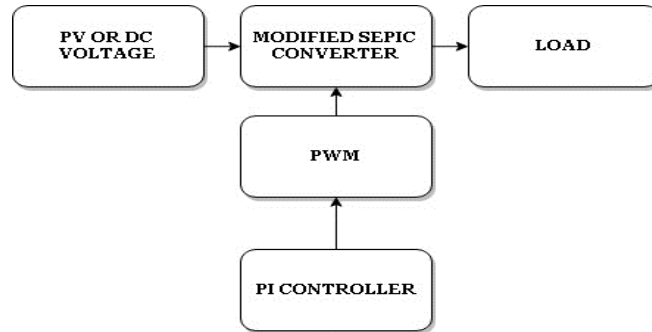 PV OR DC
VOLTAGE
MODIFIED SEPIC
CONVERTER
LOAD
PWM
PI CONTROLLER